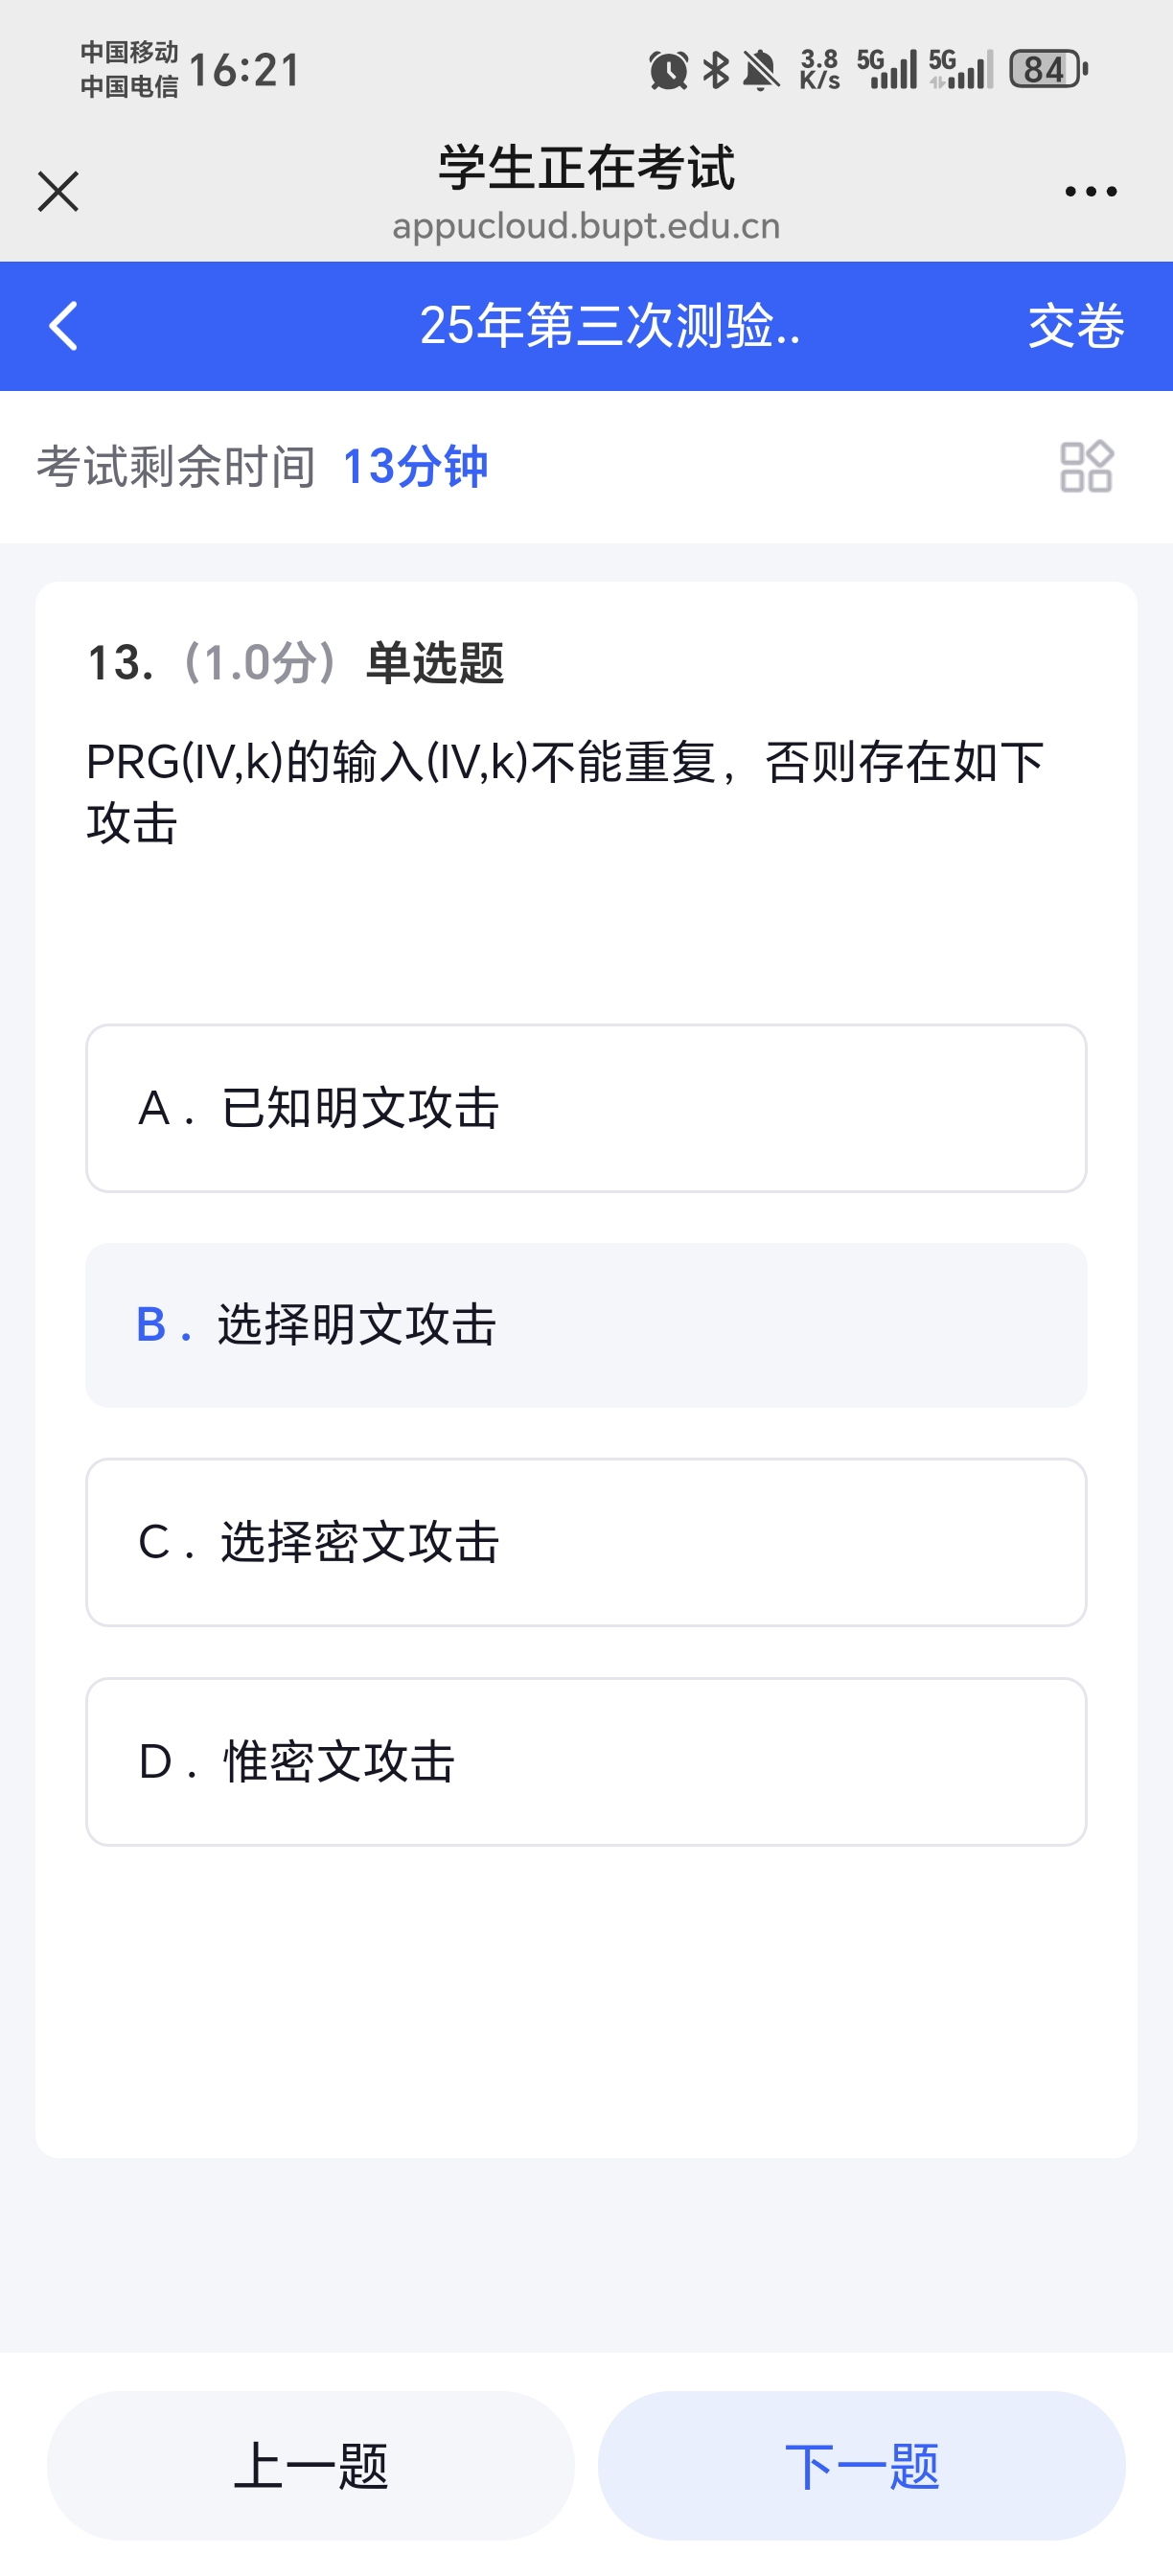 中国移动
中国电信
16:21
3.8
K/s
5G
5G
84
学生正在考试
appucloud.bupt.edu.cn
25年第三次测验..
交卷
考试剩余时间 13分钟
13. (1.0分) 单选题
PRG(IV,k)的输入(IV,k)不能重复，否则存在如下
攻击
A . 已知明文攻击
B . 选择明文攻击
C . 选择密文攻击
D . 惟密文攻击
上一题
下一题